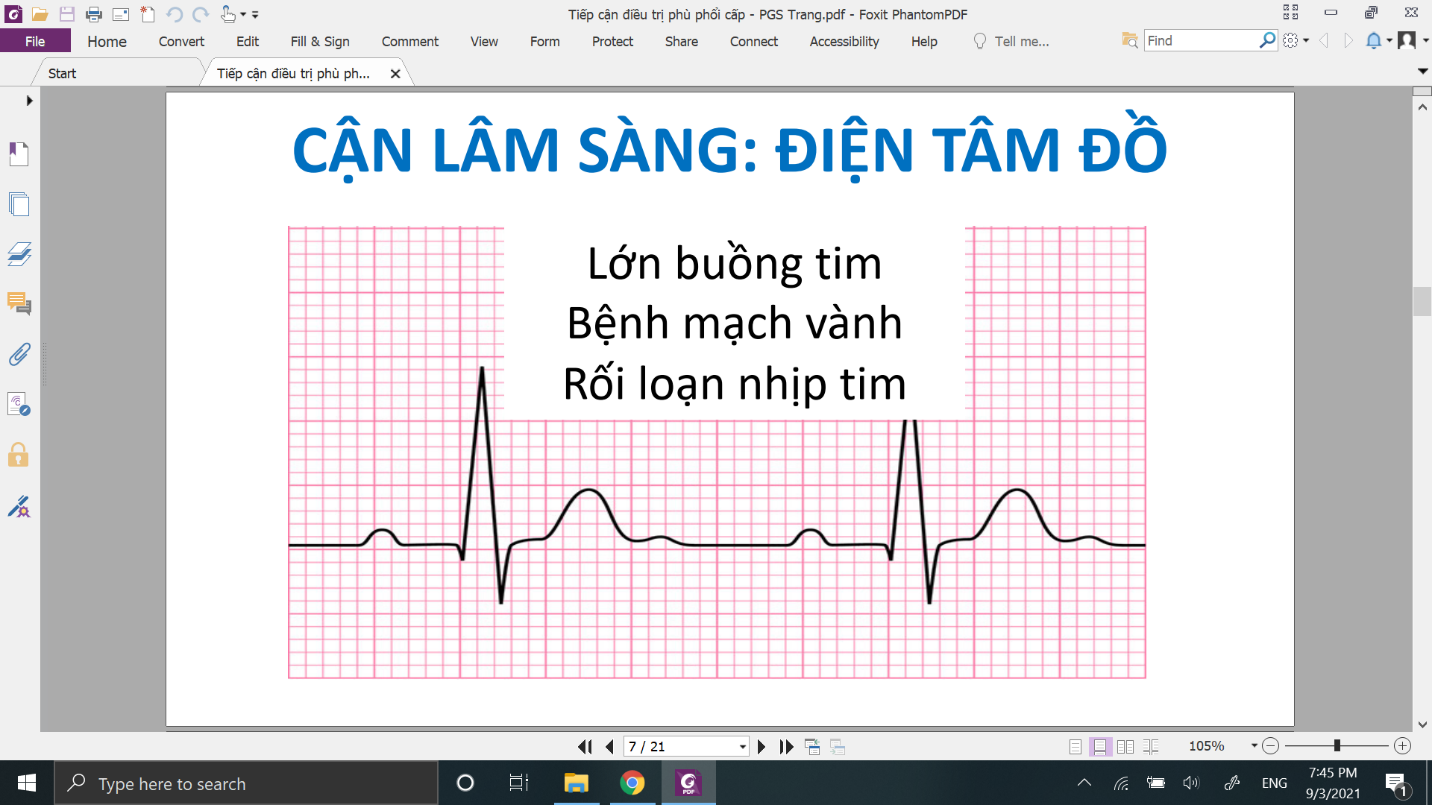 Tiếp cận điều trị phù phổi cấp - PGS Trang.pdf - Foxit PhantomPDF
File Home Convert Edit Fill & Sign Comment View Form Protect Share Connect Accessibility Help Tell me... Find
Start Tiếp cận điều trị phù ph...
CẬN LÂM SÀNG: ĐIỆN TÂM ĐỒ
Lớn buồng tim
Bệnh mạch vành
Rối loạn nhịp tim
7 / 21 105%
Type here to search ENG 7:45 PM
9/3/2021 1
PDF